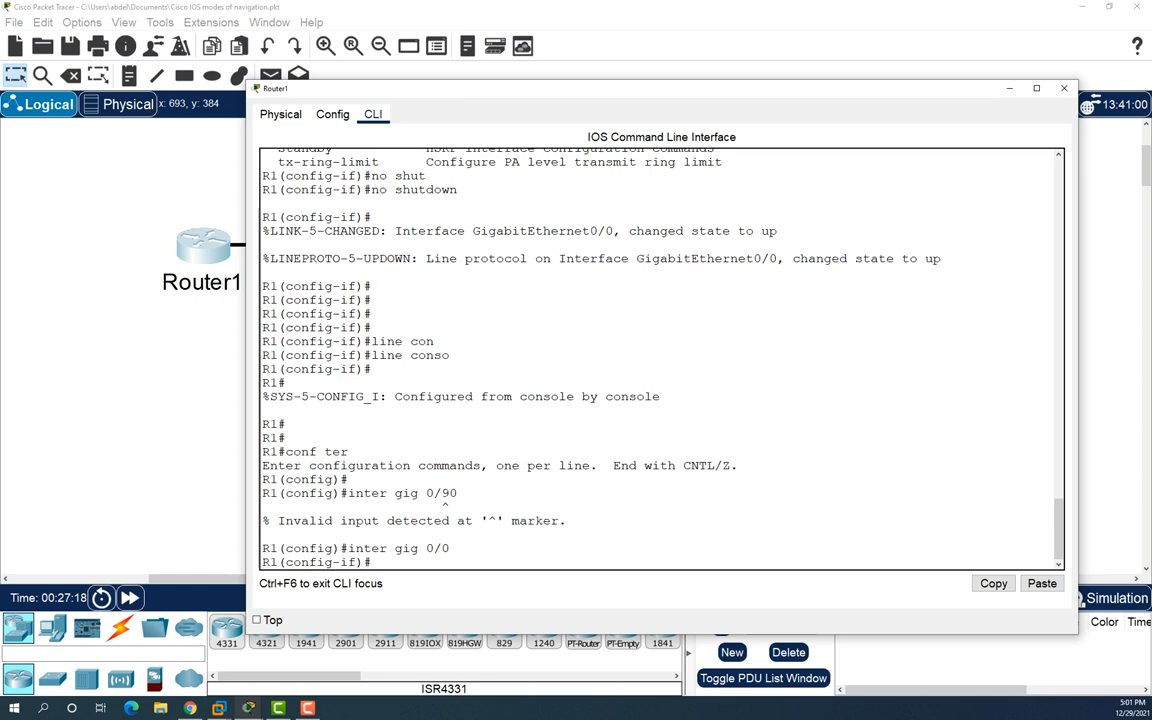 Cisco Packet Tracer - C:\Users\abdel\Documents\Cisco IOS modes of navigation.pkt
File Edit Options View Tools Extensions Window Help
Logical Physical x: 693, y: 384
13:41:00
Router1
Physical Config CLI
IOS Command Line Interface
tx-ring-limit Configure PA level transmit ring limit
R1(config-if)#no shut
R1(config-if)#no shutdown
R1(config-if)#
%LINK-5-CHANGED: Interface GigabitEthernet0/0, changed state to up
%LINEPROTO-5-UPDOWN: Line protocol on Interface GigabitEthernet0/0, changed state to up
R1(config-if)#
R1(config-if)#
R1(config-if)#
R1(config-if)#
R1(config-if)#line con
R1(config-if)#line conso
R1(config-if)#
R1#
%SYS-5-CONFIG_I: Configured from console by console
R1#
R1#
R1#conf ter
Enter configuration commands, one per line. End with CNTL/Z.
R1(config)#
R1(config)#inter gig 0/90
^
% Invalid input detected at '^' marker.
R1(config)#inter gig 0/0
R1(config-if)#
Ctrl+F6 to exit CLI focus
Copy Paste
Top
Router1
Time: 00:27:18
Simulation
4331 4321 1941 2901 2911 819IOX 819HGW 829 1240 PT-Router PT-Empty 1841
ISR4331
New Delete
Toggle PDU List Window
Color Time
5:01 PM
12/29/2021